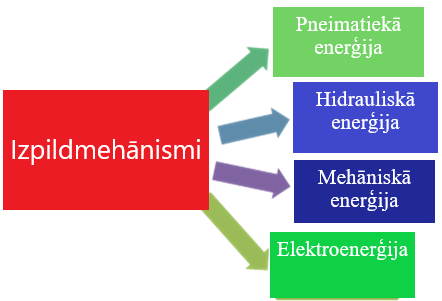 Izpildmehānismi
Pneimatiekā
enerģija
Hidrauliskā
enerģija
Mehāniskā
enerģija
Elektroenerģija